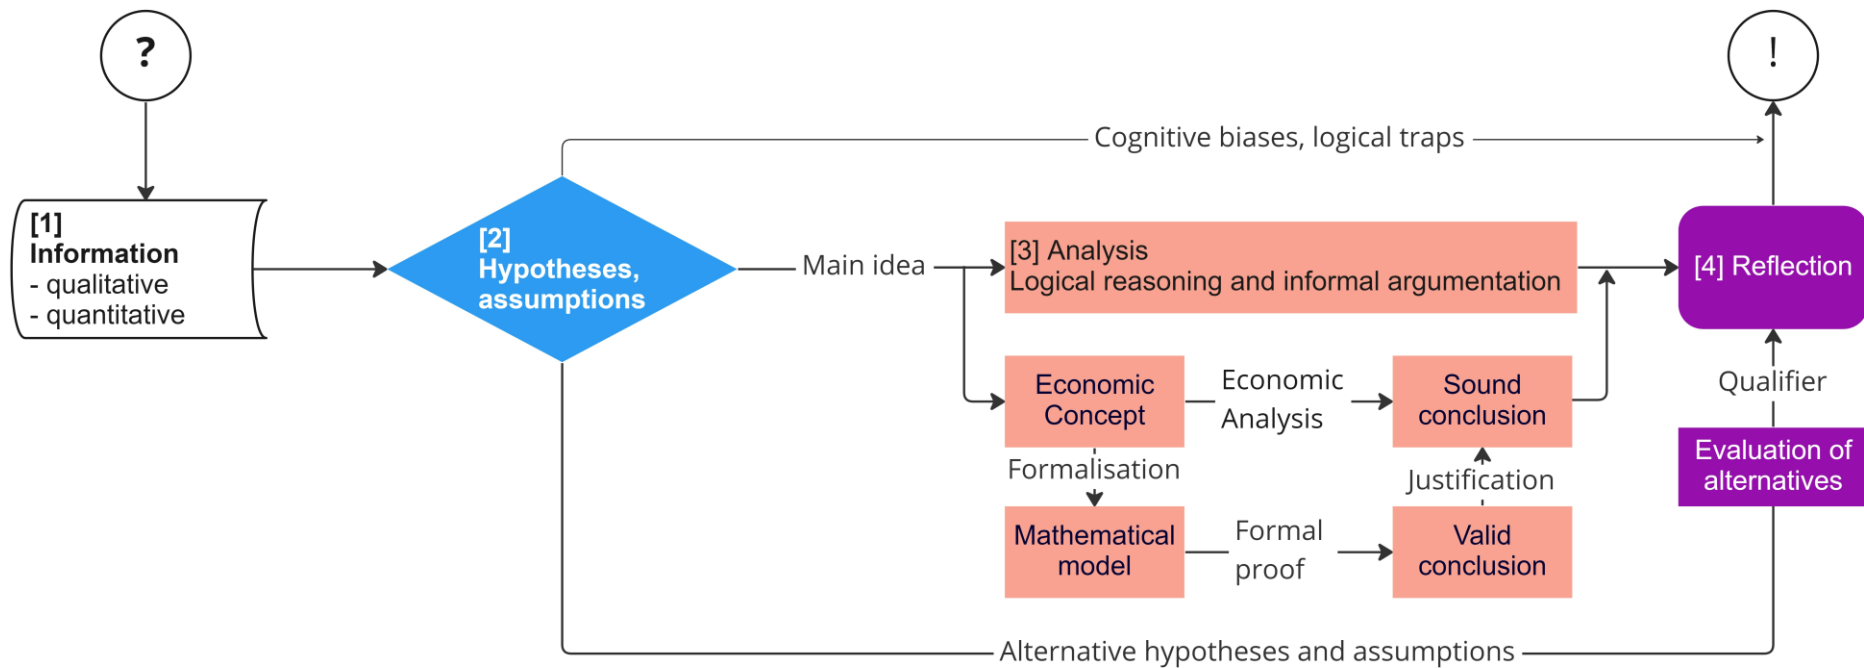 ?
!
Cognitive biases, logical traps
[1]
Information
- qualitative
- quantitative
[2]
Hypotheses,
assumptions
Main idea
[3] Analysis
Logical reasoning and informal argumentation
[4] Reflection
Economic
Concept
Economic
Analysis
Sound
conclusion
Qualifier
Formalisation
Justification
Evaluation of
alternatives
Mathematical
model
Formal
proof
Valid
conclusion
Alternative hypotheses and assumptions